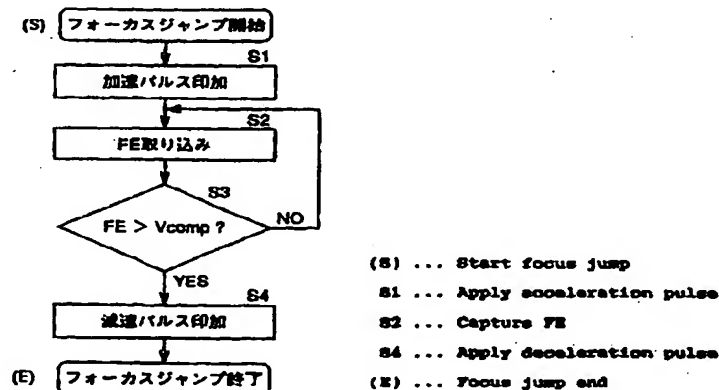 (S) フォーカスジャンプ開始
S1
加速パルス印加
S2
FE取り込み
S3
FE > Vcomp ?
NO
YES
S4
減速パルス印加
(E) フォーカスジャンプ終了
(S) ... Start focus jump
S1 ... Apply acceleration pulse
S2 ... Capture FE
S4 ... Apply deceleration pulse
(E) ... Focus jump end